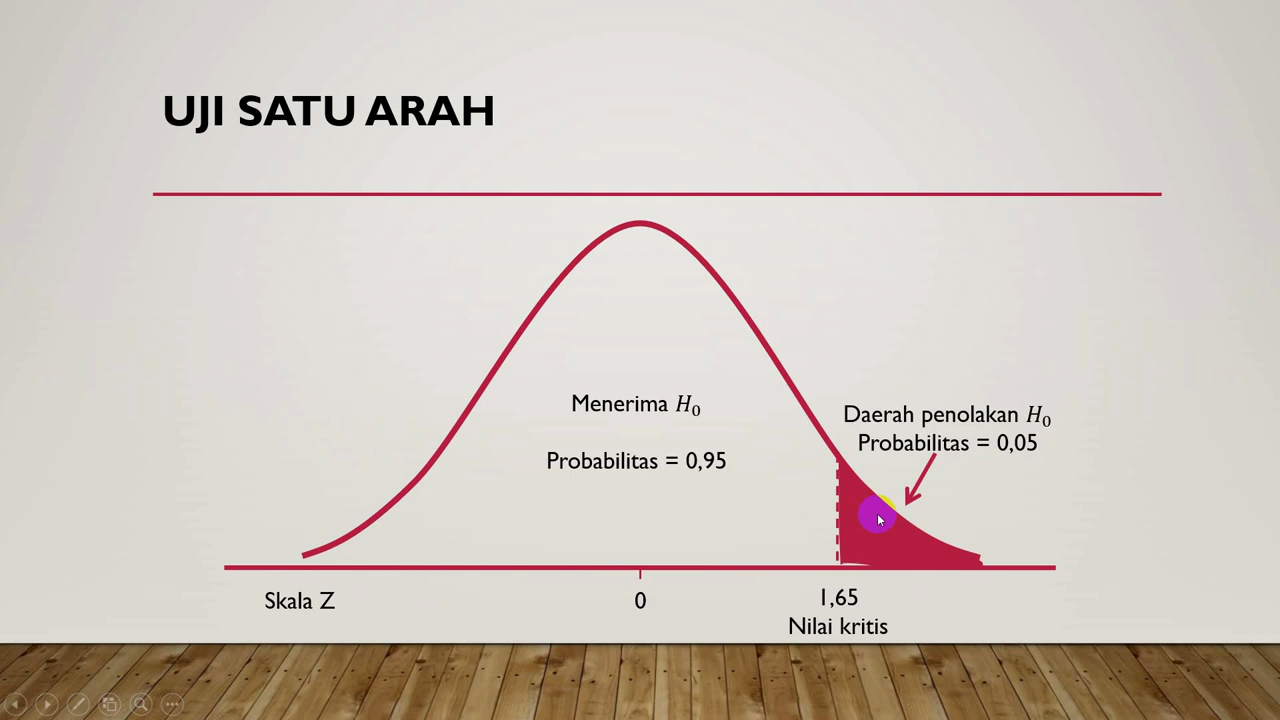 UJI SATU ARAH
Menerima H₀
Probabilitas = 0,95
Daerah penolakan H₀
Probabilitas = 0,05
Skala Z
0
1,65
Nilai kritis